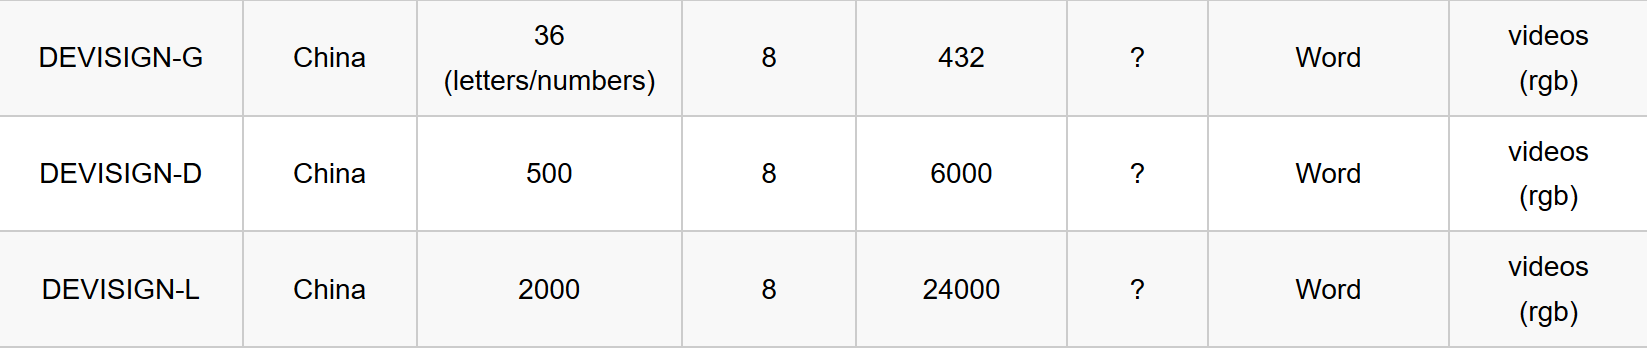 DEVISIGN-G China 36 (letters/numbers) 8 432 ? Word videos (rgb)
DEVISIGN-D China 500 8 6000 ? Word videos (rgb)
DEVISIGN-L China 2000 8 24000 ? Word videos (rgb)